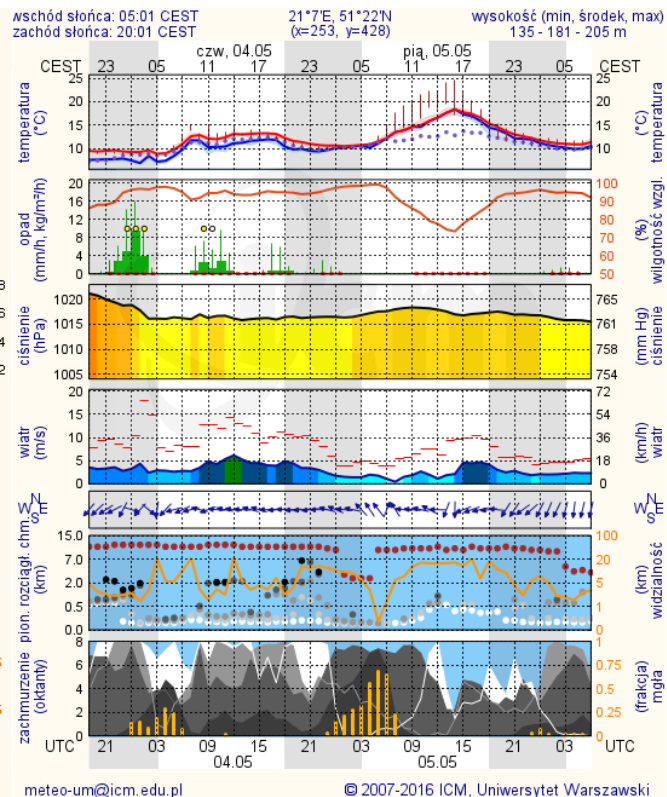 wschód słońca: 05:01 CEST 21°7'E, 51°22'N wysokość (min, środek, max)
zachód słońca: 20:01 CEST (x=253, y=428) 135 - 181 - 205 m
czw, 04.05 pią, 05.05
CEST 23 05 11 17 23 05 11 17 23 05 CEST
temperatura (°C)
25
20
15
10
25
20
15
10
temperatura (°C)
opad (mm/h, kg/m²/h)
20
16
12
8
4
0
100
90
80
70
60
50
wilgotność wzgl. (%)
8
4
2
ciśnienie (hPa)
1020
1015
1010
1005
765
761
758
754
(mm Hg) ciśnienie
wiatr m/s)
20
15
10
5
0
72
54
36
18
0
(km/h) wiatr
N
W E
S
N
W E
S
pion. rozciągł. chm. (km)
15.0
7.0
2.0
0.5
0.0
100
20
5
1
0
widzialność (km)
zachmurzenie (oktanty)
8
6
4
2
0
1
0.75
0.5
0.25
0
(frakcja) mgła
UTC 21 03 09 15 21 03 09 15 21 03 UTC
04.05 05.05
meteo-um@icm.edu.pl © 2007-2016 ICM, Uniwersytet Warszawski